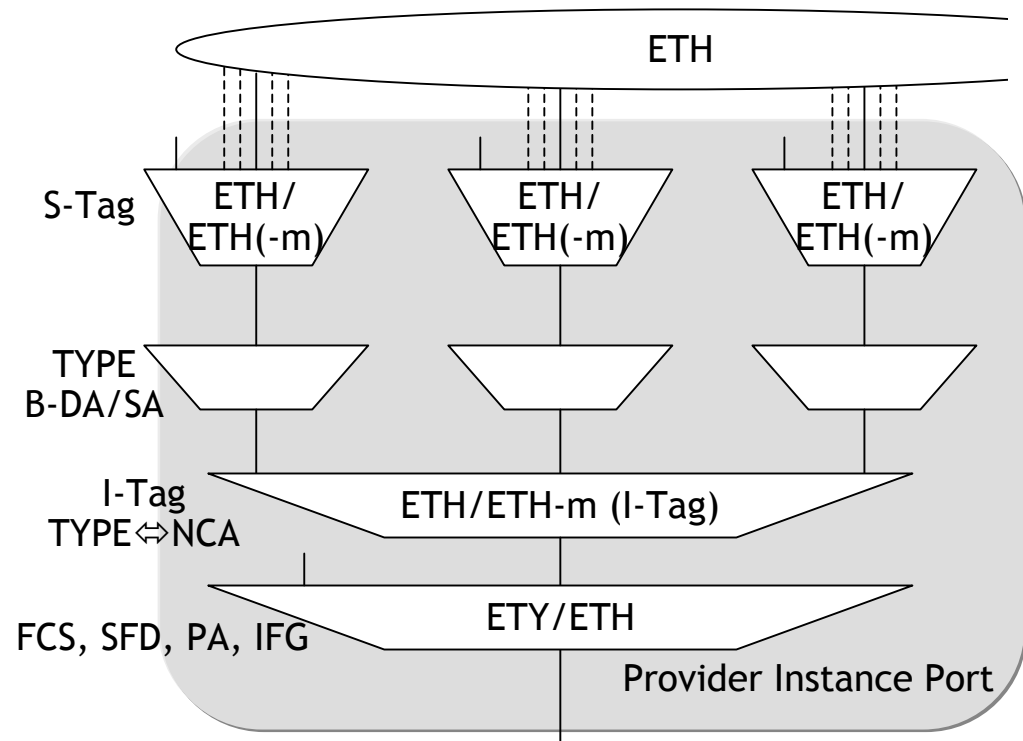 ETH
S-Tag
ETH/
ETH(-m)
ETH/
ETH(-m)
ETH/
ETH(-m)
TYPE
B-DA/SA
I-Tag
TYPE⇔NCA
ETH/ETH-m (I-Tag)
ETY/ETH
FCS, SFD, PA, IFG
Provider Instance Port